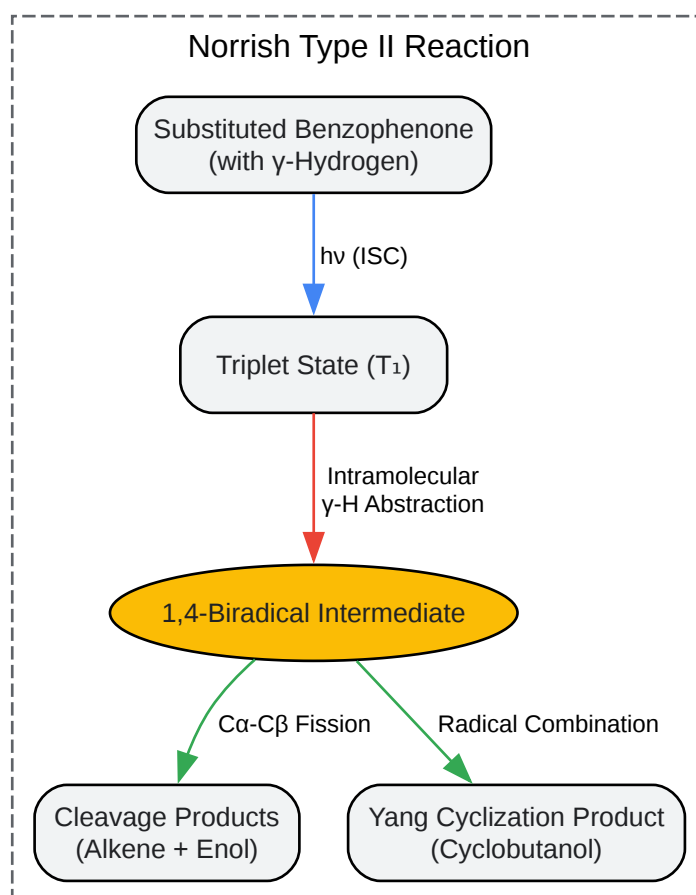 Norrish Type II Reaction
Substituted Benzophenone
(with γ-Hydrogen)
hν (ISC)
Triplet State (T₁)
Intramolecular
γ-H Abstraction
1,4-Biradical Intermediate
Cα-Cβ Fission
Radical Combination
Cleavage Products
(Alkene + Enol)
Yang Cyclization Product
(Cyclobutanol)